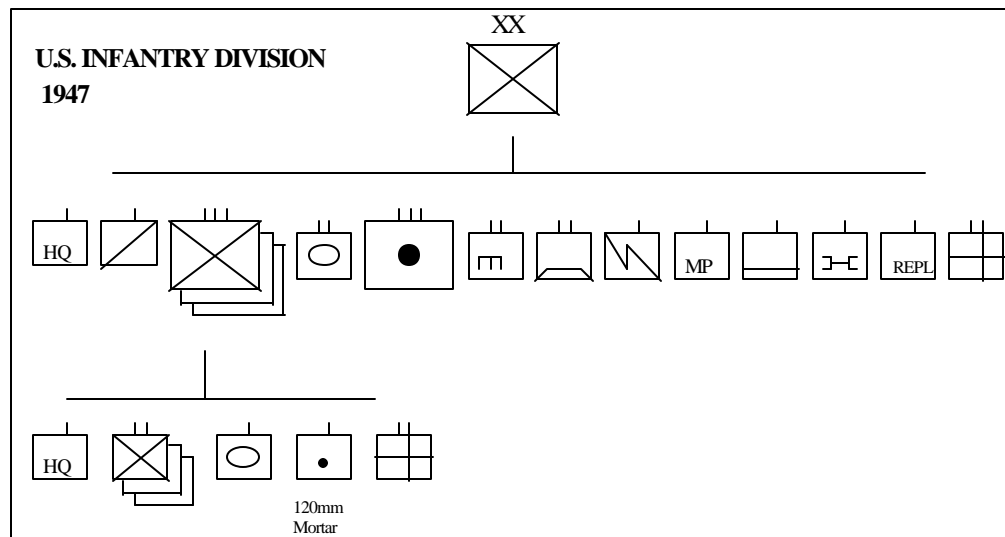 XX
U.S. INFANTRY DIVISION
1947
HQ
MP
REPL
HQ
120mm
Mortar